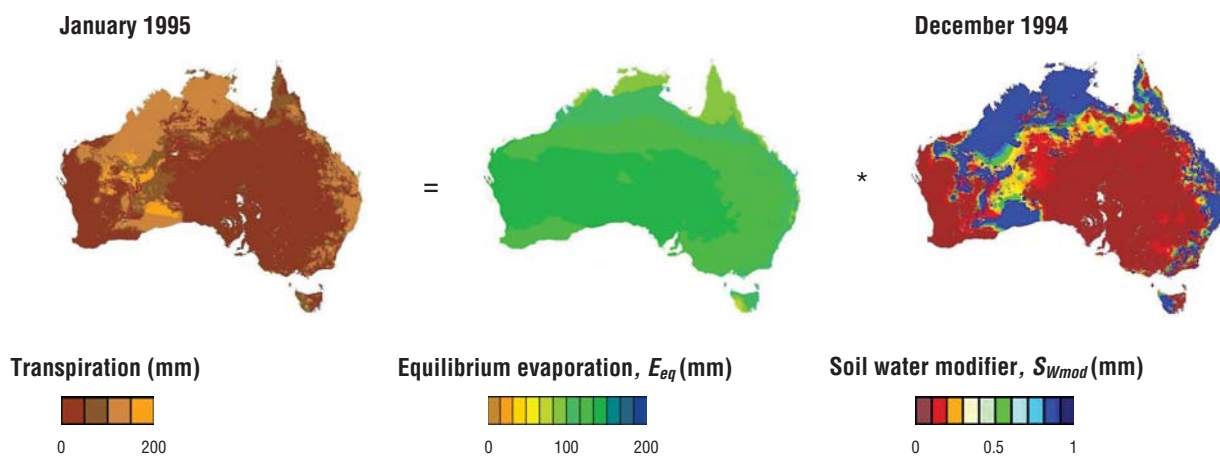 January 1995
December 1994
=
*
Transpiration (mm)
Equilibrium evaporation, Eeq (mm)
Soil water modifier, SWmod (mm)
0 200
0 100 200
0 0.5 1